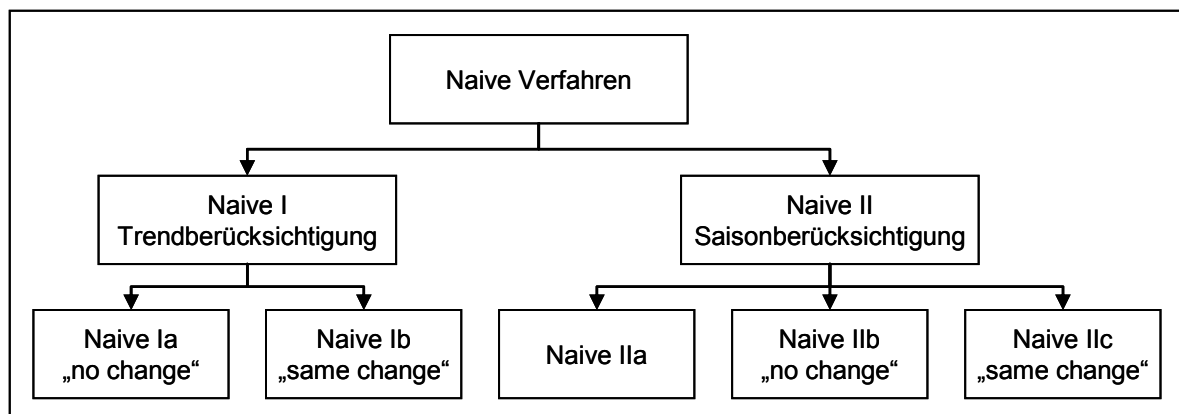 Naive Verfahren
Naive I
Trendberücksichtigung
Naive II
Saisonberücksichtigung
Naive Ia
„no change“
Naive Ib
„same change“
Naive IIa
Naive IIb
„no change“
Naive IIc
„same change“